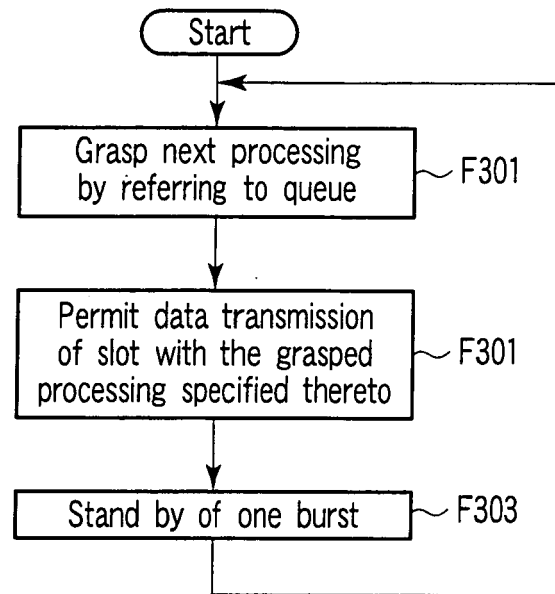 Start
Grasp next processing
by referring to queue
F301
Permit data transmission
of slot with the grasped
processing specified thereto
F301
Stand by of one burst
F303